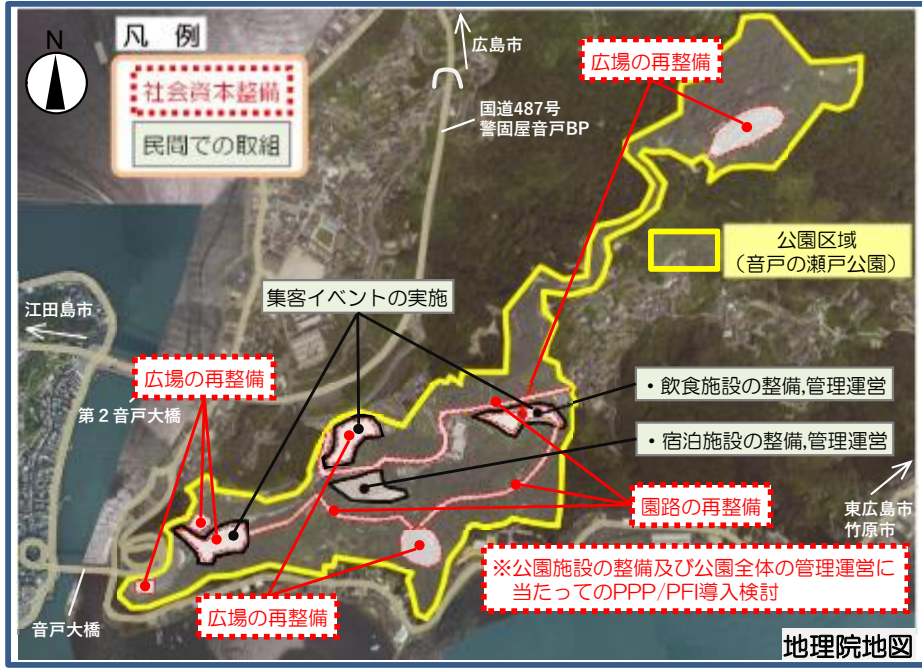 凡 例
社会資本整備
民間での取組
N
広島市
国道487号
警固屋音戸BP
広場の再整備
公園区域
（音戸の瀬戸公園）
集客イベントの実施
江田島市
広場の再整備
第2音戸大橋
・飲食施設の整備,管理運営
・宿泊施設の整備,管理運営
園路の再整備
東広島市
竹原市
※公園施設の整備及び公園全体の管理運営に
当たってのPPP/PFI導入検討
広場の再整備
音戸大橋
地理院地図